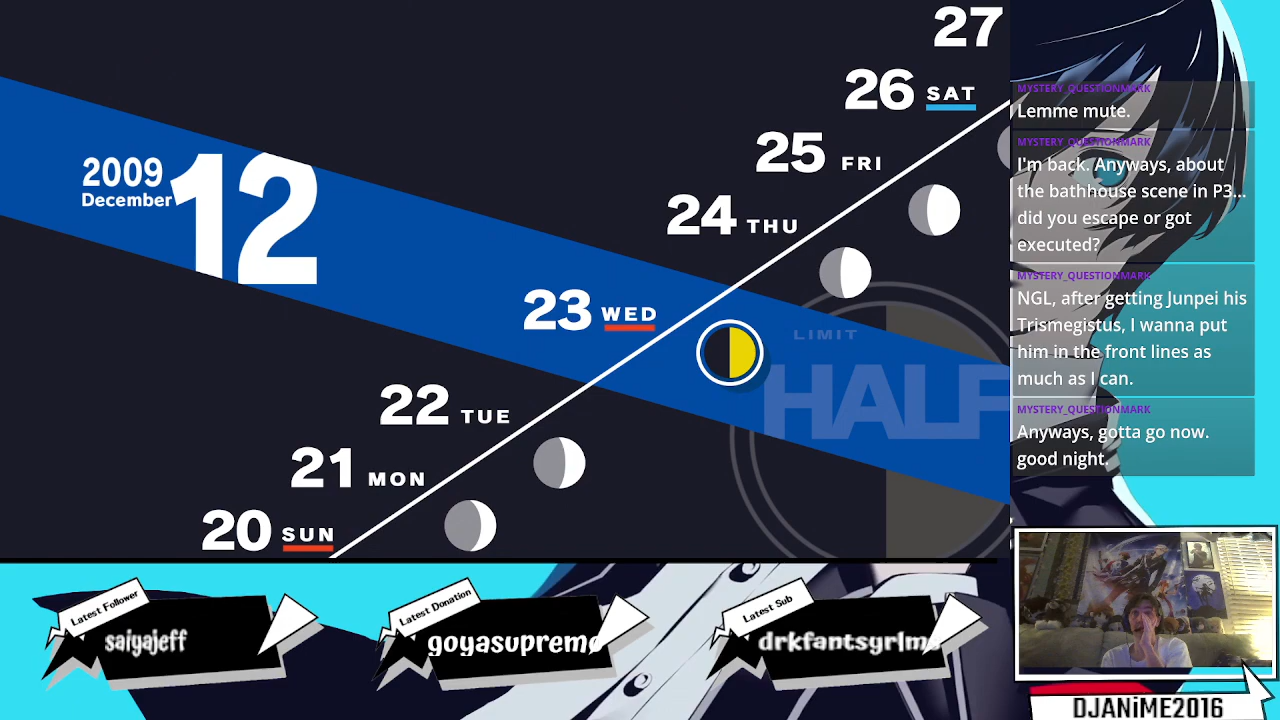 27
26 SAT
25 FRI
24 THU
23 WED
22 TUE
21 MON
20 SUN
2009
December
12
LIMIT
HALF
MYSTERY_QUESTIONMARK
Lemme mute.
MYSTERY_QUESTIONMARK
I'm back. Anyways, about
the bathhouse scene in P3...
did you escape or got
executed?
MYSTERY_QUESTIONMARK
NGL, after getting Junpei his
Trismegistus, I wanna put
him in the front lines as
much as I can.
MYSTERY_QUESTIONMARK
Anyways, gotta go now.
good night.
Latest Follower
saiyajeff
Latest Donation
goyasupreme
Latest Sub
DJANiME2016